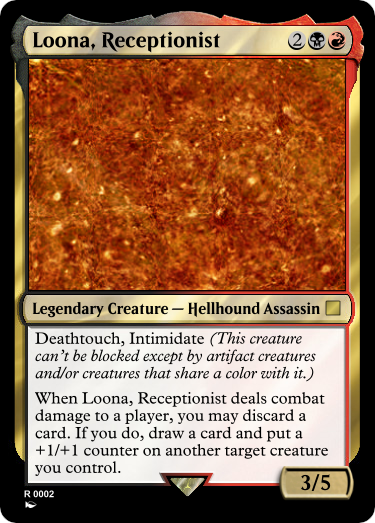 Loona, Receptionist 2
Legendary Creature — Hellhound Assassin
Deathtouch, Intimidate (This creature
can't be blocked except by artifact creatures
and/or creatures that share a color with it.)
When Loona, Receptionist deals combat
damage to a player, you may discard a
card. If you do, draw a card and put a
+1/+1 counter on another target creature
you control.
3/5
R 0002